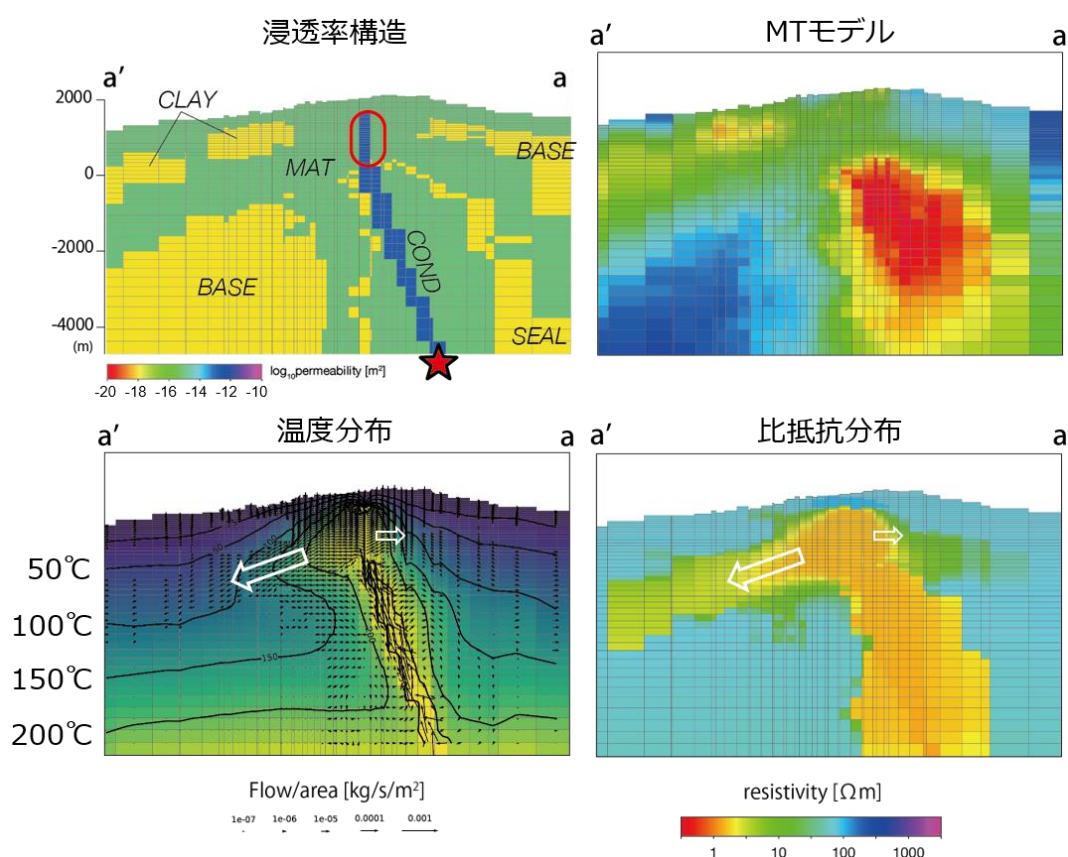 浸透率構造
a'
a
2000
0
-2000
-4000
(m)
CLAY
MAT
BASE
BASE
COND
SEAL
log₁₀permeability [m²]
-20 -18 -16 -14 -12 -10
MTモデル
a'
a
温度分布
a'
a
50℃
100℃
150℃
200℃
50
100
150
200
Flow/area [kg/s/m²]
1e-07 1e-06 1e-05 0.0001 0.001
比抵抗分布
a'
a
resistivity [Ωm]
1 10 100 1000